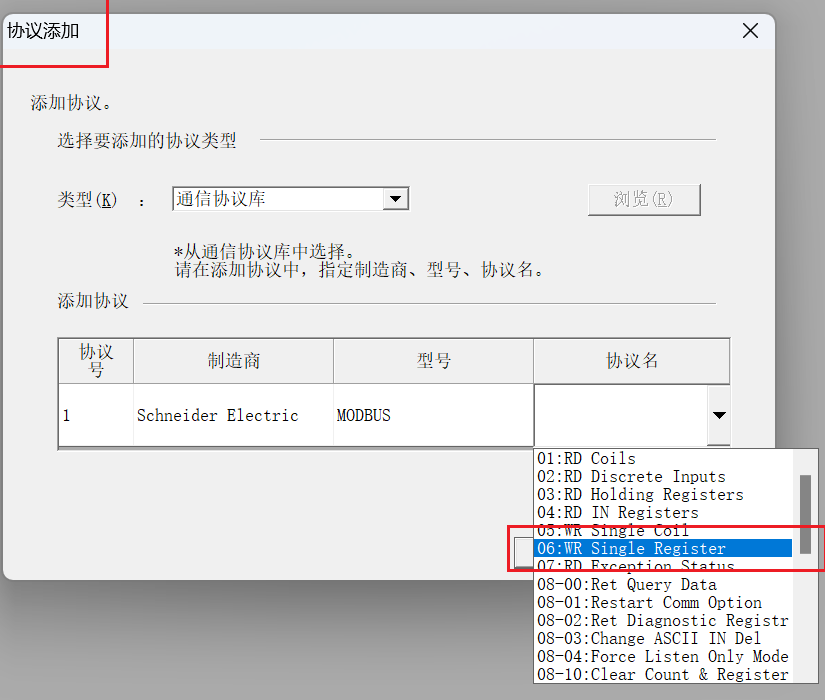 协议添加
添加协议。
选择要添加的协议类型
类型(K) : 通信协议库 浏览(R)
*从通信协议库中选择。
请在添加协议中，指定制造商、型号、协议名。
添加协议
协议号 制造商 型号 协议名
1 Schneider Electric MODBUS
01:RD Coils
02:RD Discrete Inputs
03:RD Holding Registers
04:RD IN Registers
05:WR Single Coil
06:WR Single Register
07:RD Exception Status
08-00:Ret Query Data
08-01:Restart Comm Option
08-02:Ret Diagnostic Registr
08-03:Change ASCII IN Del
08-04:Force Listen Only Mode
08-10:Clear Count & Register